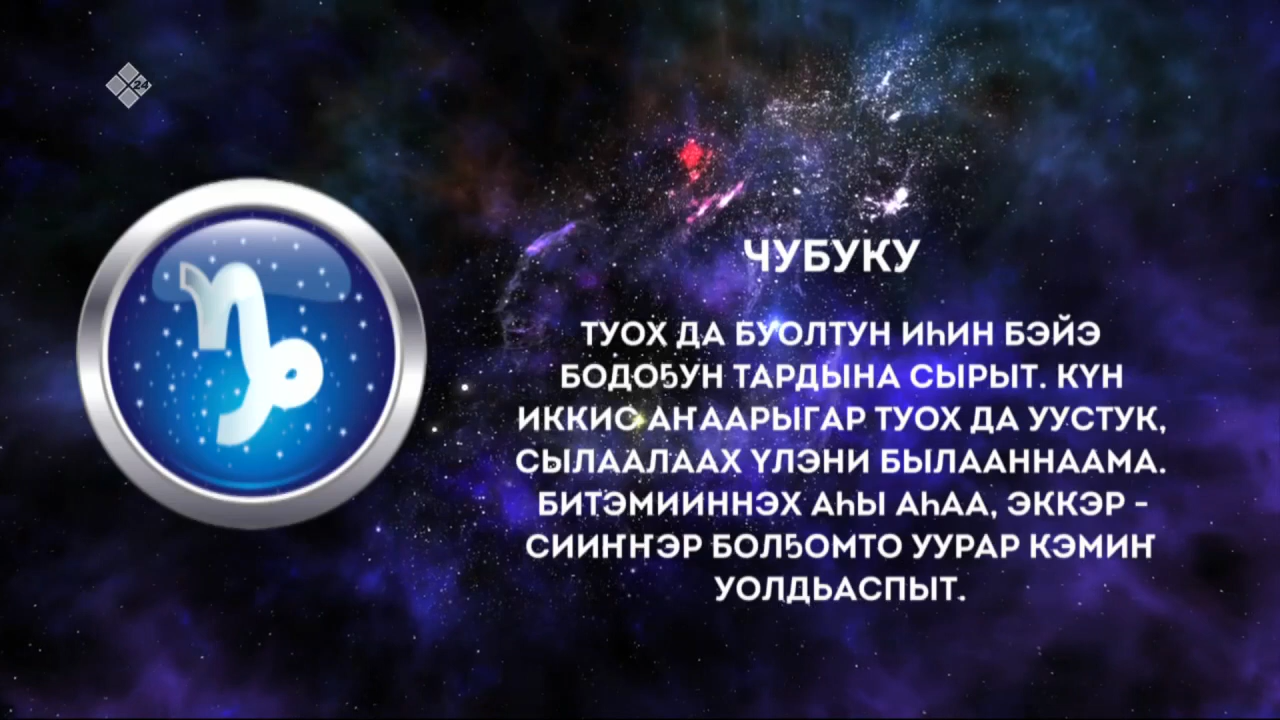 24
ЧУБУКУ
ТУОХ ДА БУОЛТУН ИҺИН БЭЙЭ
БОДОҔУН ТАРДЫНА СЫРЫТ. КҮН
ИККИС АҤААРЫГАР ТУОХ ДА УУСТУК,
СЫЛААЛААХ ҮЛЭНИ БЫЛААННААМА.
БИТЭМИИННЭХ АҺЫ АҺАА, ЭККЭР -
СИИҤҤЭР БОЛҔОМТО УУРАР КЭМИҤ
УОЛДЬАСПЫТ.